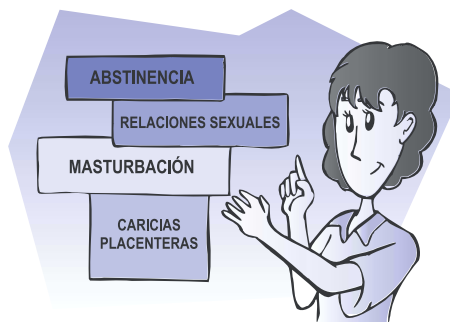 ABSTINENCIA
RELACIONES SEXUALES
MASTURBACIÓN
CARICIAS
PLACENTERAS